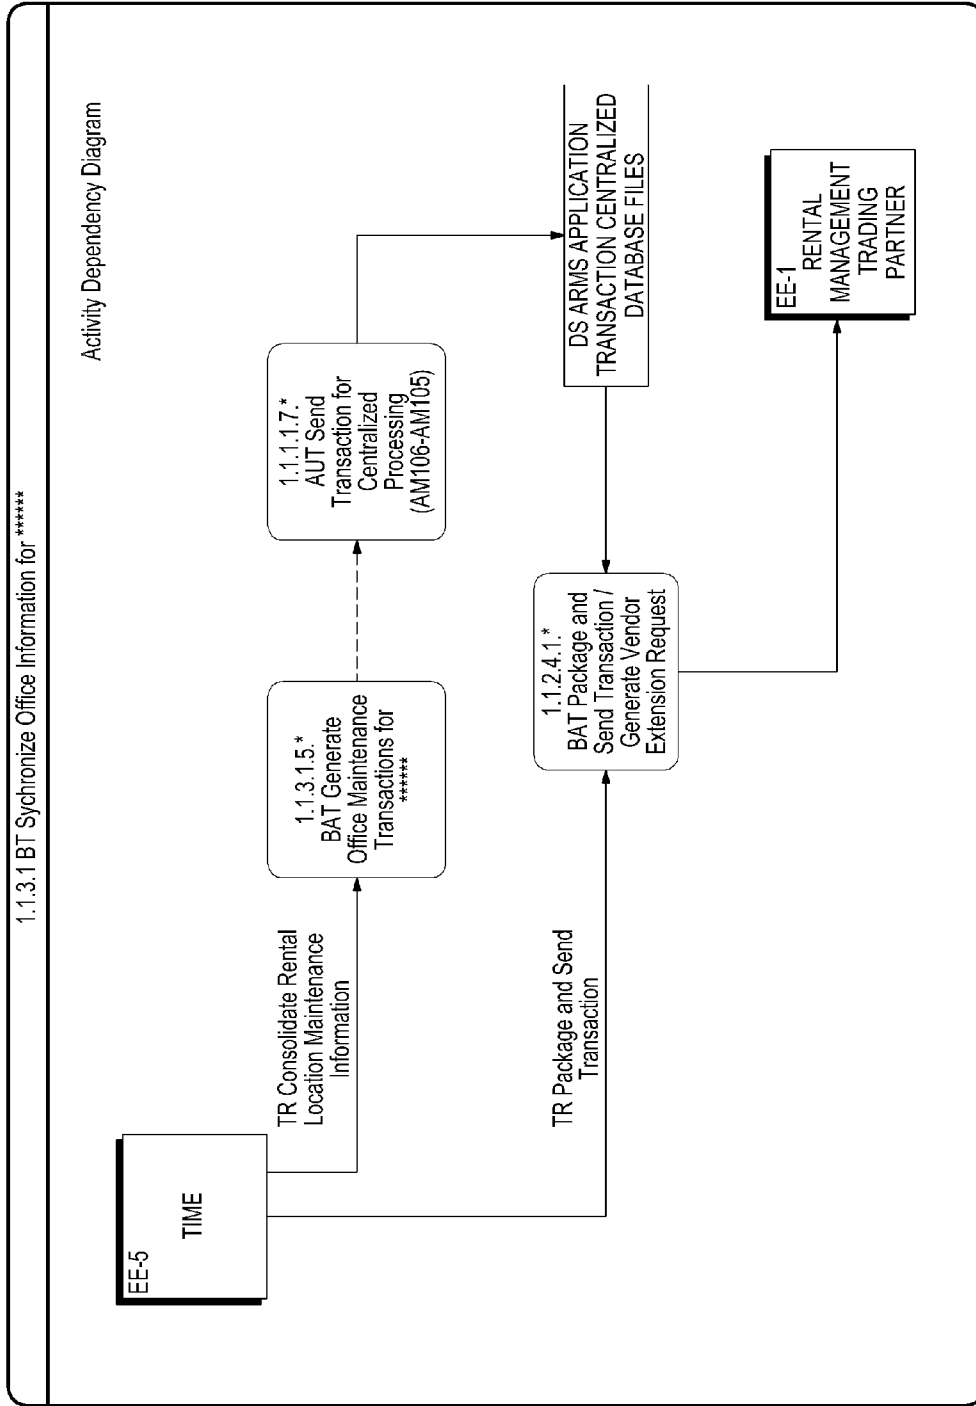 1.1.3.1 BT Sychronize Office Information for ******
Activity Dependency Diagram
EE-5
TIME
TR Consolidate Rental
Location Maintenance
Information
1.1.3.1.5.*
BAT Generate
Office Maintenance
Transactions for
******
1.1.1.1.7.*
AUT Send
Transaction for
Centralized
Processing
(AM106-AM105)
TR Package and Send
Transaction
1.1.2.4.1.*
BAT Package and
Send Transaction /
Generate Vendor
Extension Request
DS ARMS APPLICATION
TRANSACTION CENTRALIZED
DATABASE FILES
EE-1
RENTAL
MANAGEMENT
TRADING
PARTNER